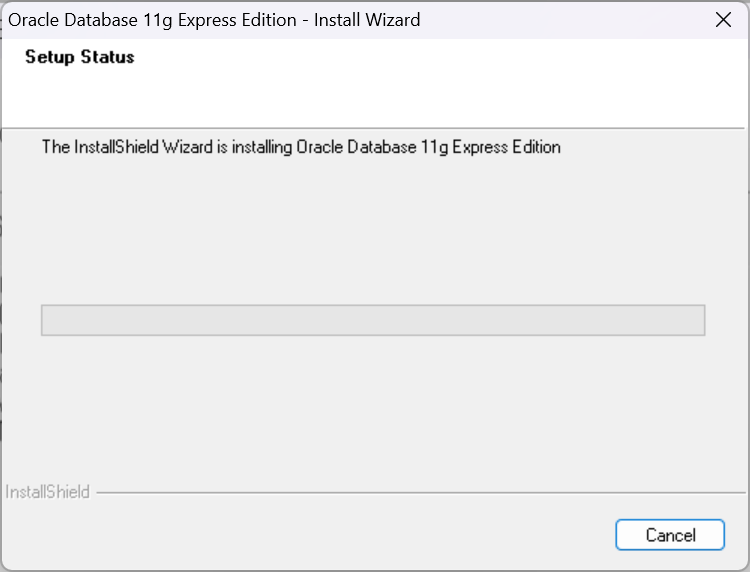 Oracle Database 11g Express Edition - Install Wizard
Setup Status
The InstallShield Wizard is installing Oracle Database 11g Express Edition
InstallShield
Cancel